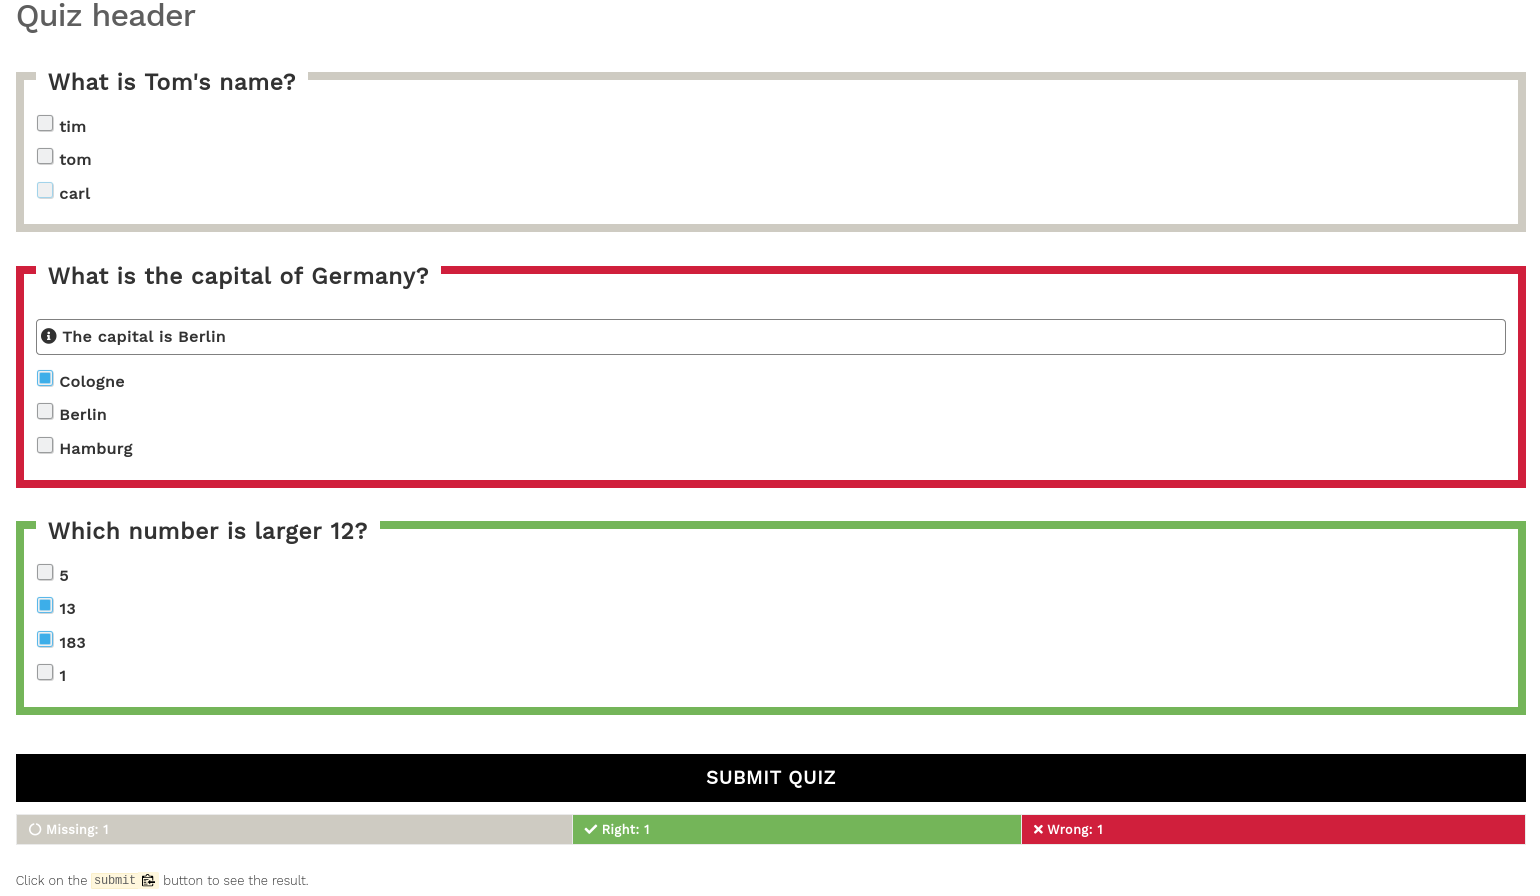 Quiz header
What is Tom's name?
tim
tom
carl
What is the capital of Germany?
The capital is Berlin
Cologne
Berlin
Hamburg
Which number is larger 12?
5
13
183
1
SUBMIT QUIZ
Missing: 1 Right: 1 Wrong: 1
Click on the submit button to see the result.